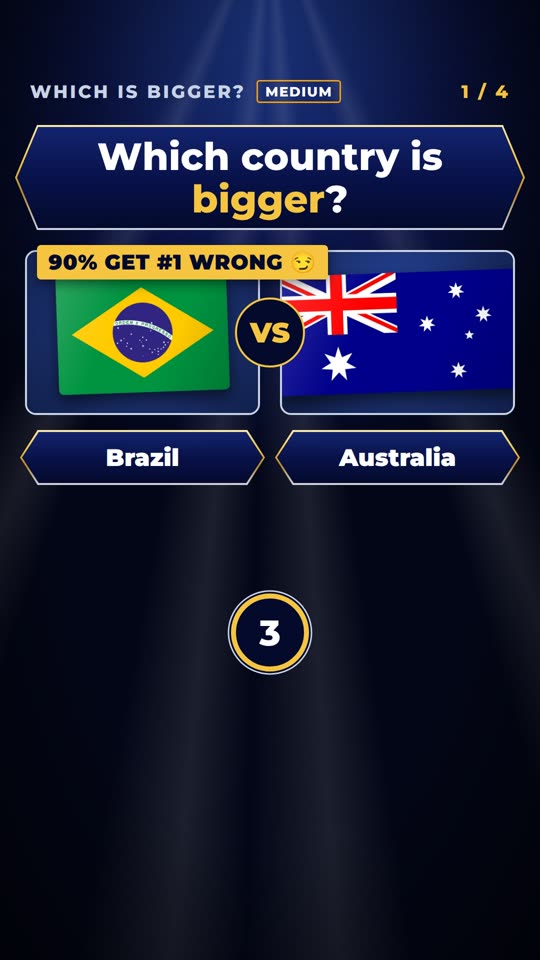 WHICH IS BIGGER? MEDIUM 1 / 4
Which country is
bigger?
90% GET #1 WRONG 😏
VS
Brazil
Australia
3